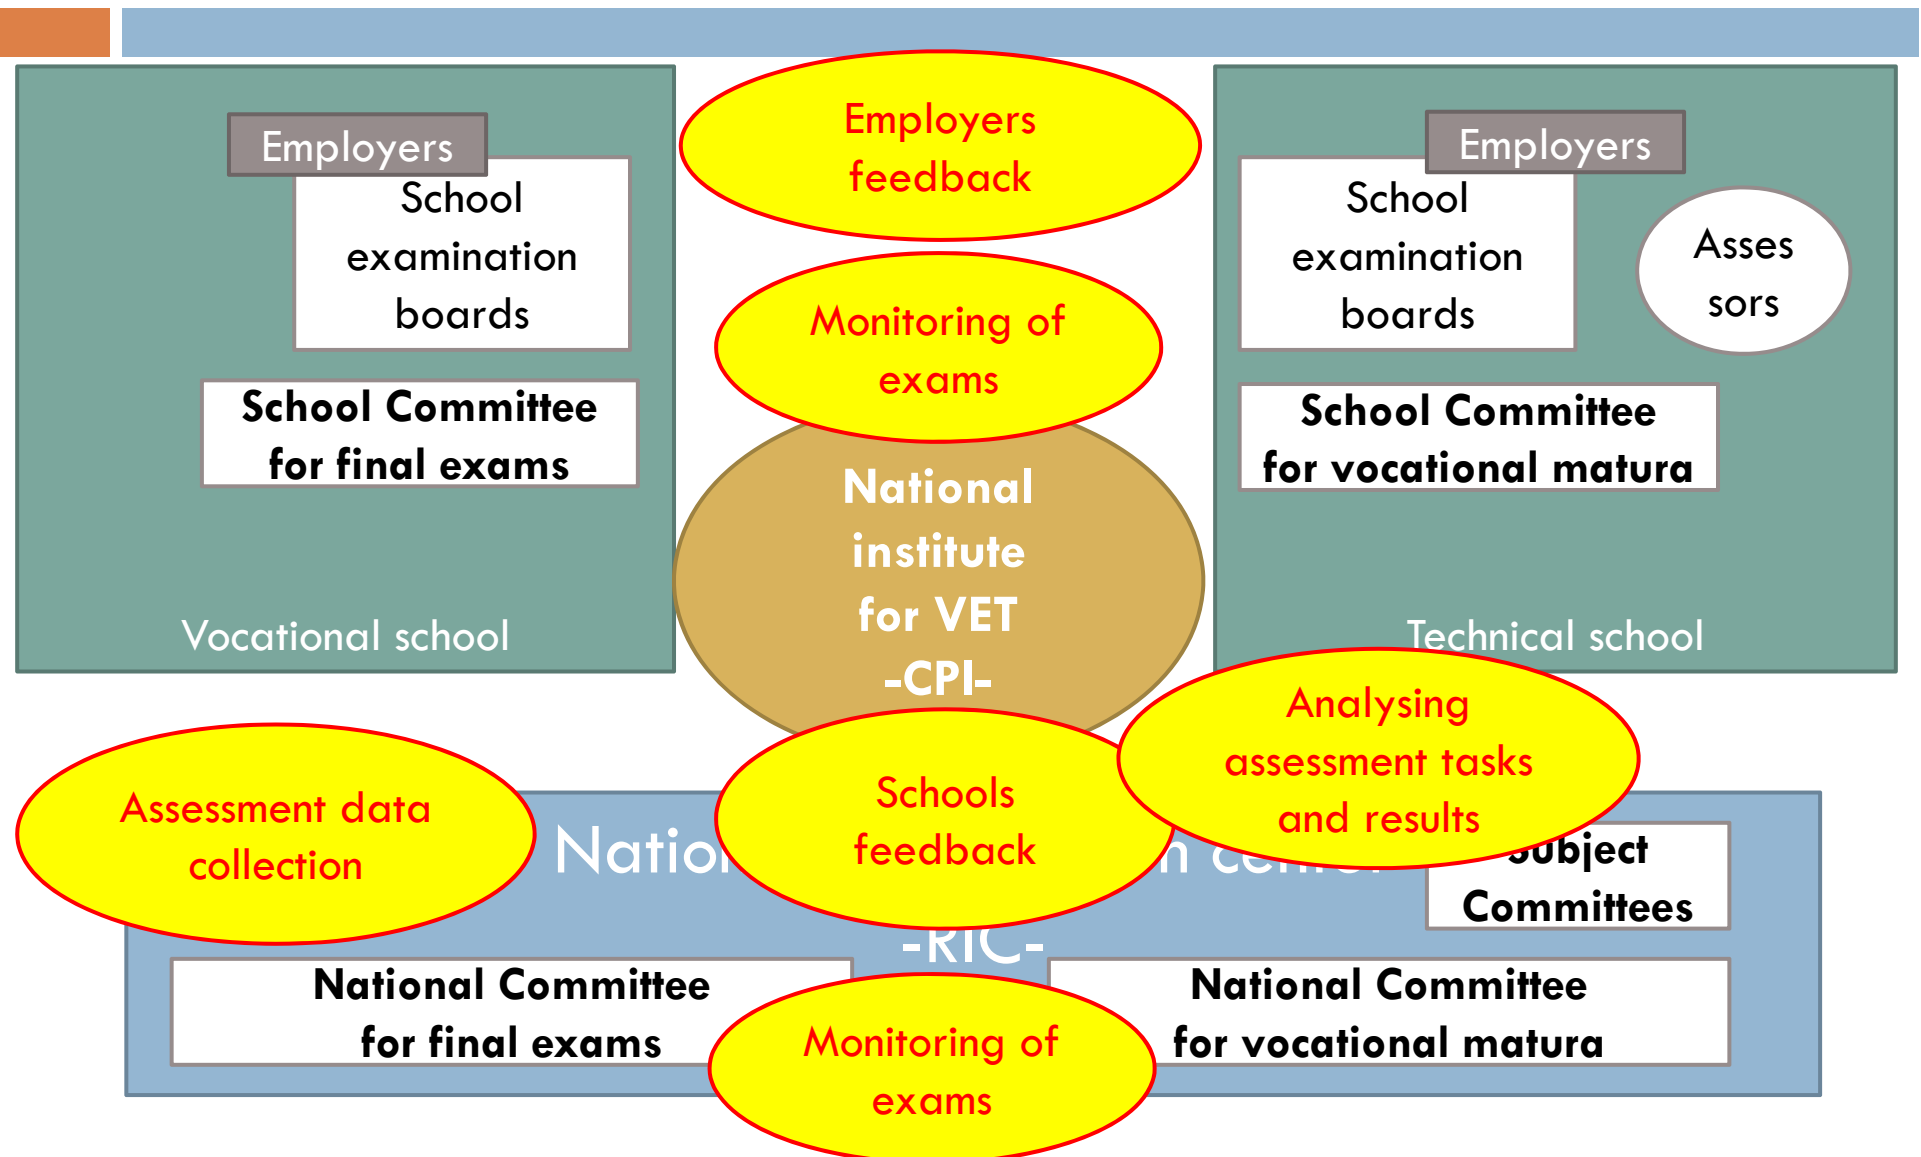 Employers
School
examination
boards
School Committee
for final exams
Vocational school
Employers
feedback
Monitoring of
exams
National
institute
for VET
-CPI-
Employers
School
examination
boards
Asses
sors
School Committee
for vocational matura
Technical school
Analysing
assessment tasks
and results
Assessment data
collection
Schools
feedback
Subject
Committees
-RIC-
National Committee
for final exams
Monitoring of
exams
National Committee
for vocational matura